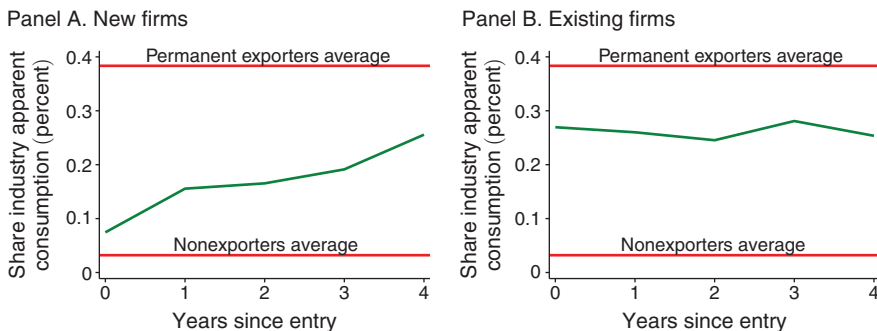 Panel A. New firms
Share industry apparent
consumption (percent)
0.4
0.3
0.2
0.1
0
Permanent exporters average
Nonexporters average
0 1 2 3 4
Years since entry
Panel B. Existing firms
Share industry apparent
consumption (percent)
0.4
0.3
0.2
0.1
0
Permanent exporters average
Nonexporters average
0 1 2 3 4
Years since entry